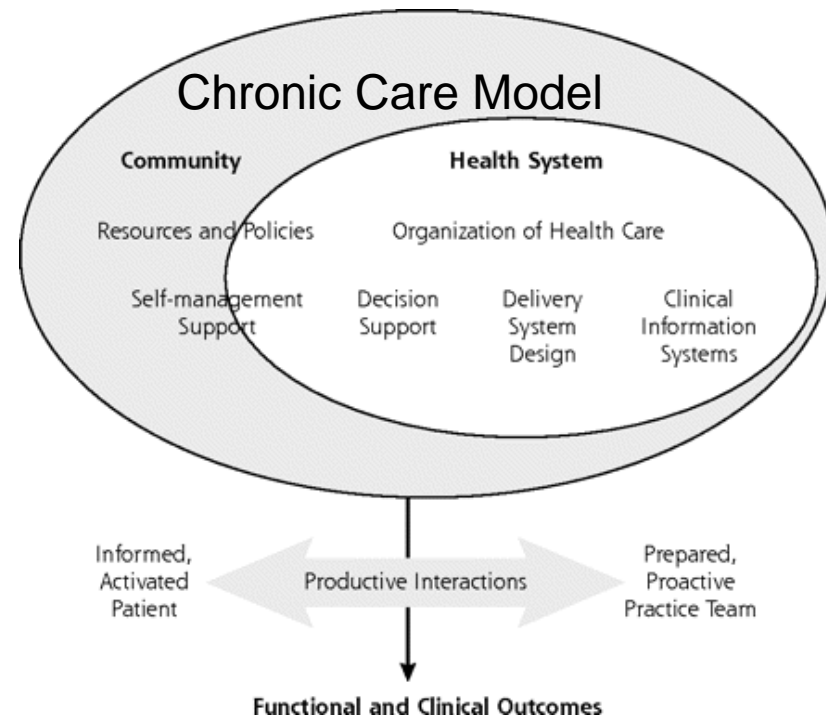 Chronic Care Model
Community
Health System
Resources and Policies
Organization of Health Care
Self-management
Support
Decision
Support
Delivery
System
Design
Clinical
Information
Systems
Informed,
Activated
Patient
Productive Interactions
Prepared,
Proactive
Practice Team
Functional and Clinical Outcomes